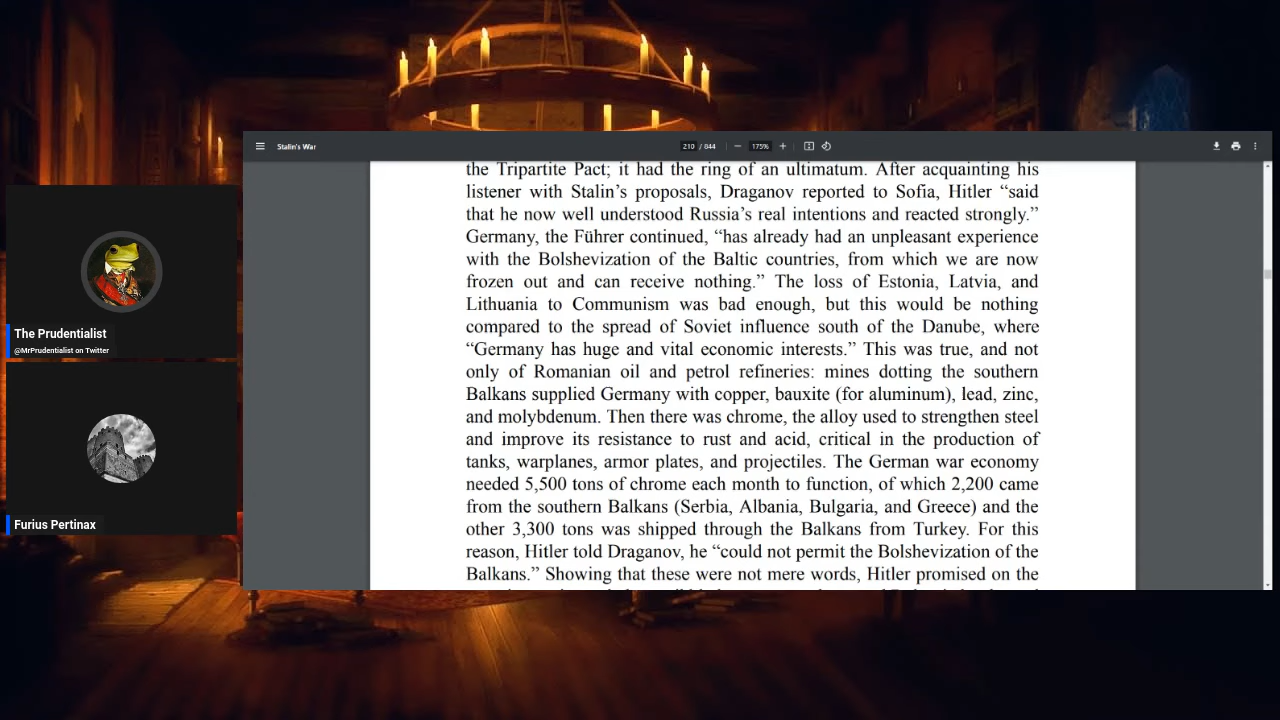 Stalin's War
210 / 844
175%
the Tripartite Pact; it had the ring of an ultimatum. After acquainting his
listener with Stalin’s proposals, Draganov reported to Sofia, Hitler “said
that he now well understood Russia’s real intentions and reacted strongly.”
Germany, the Führer continued, “has already had an unpleasant experience
with the Bolshevization of the Baltic countries, from which we are now
frozen out and can receive nothing.” The loss of Estonia, Latvia, and
Lithuania to Communism was bad enough, but this would be nothing
compared to the spread of Soviet influence south of the Danube, where
“Germany has huge and vital economic interests.” This was true, and not
only of Romanian oil and petrol refineries: mines dotting the southern
Balkans supplied Germany with copper, bauxite (for aluminum), lead, zinc,
and molybdenum. Then there was chrome, the alloy used to strengthen steel
and improve its resistance to rust and acid, critical in the production of
tanks, warplanes, armor plates, and projectiles. The German war economy
needed 5,500 tons of chrome each month to function, of which 2,200 came
from the southern Balkans (Serbia, Albania, Bulgaria, and Greece) and the
other 3,300 tons was shipped through the Balkans from Turkey. For this
reason, Hitler told Draganov, he “could not permit the Bolshevization of the
Balkans.” Showing that these were not mere words, Hitler promised on the
The Prudentialist
@MrPrudentialist on Twitter
Furius Pertinax